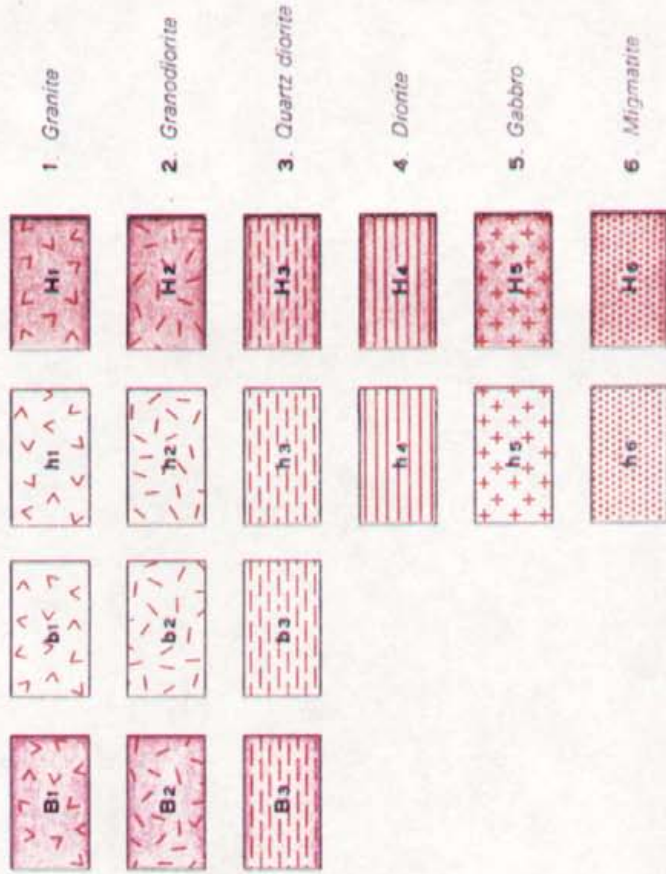 B1 b1 h1 H1 1. Granite
B2 b2 h2 H2 2. Granodiorite
B3 b3 h3 H3 3. Quartz diorite
h4 H4 4. Diorite
h5 H5 5. Gabbro
h6 H6 6. Migmatite